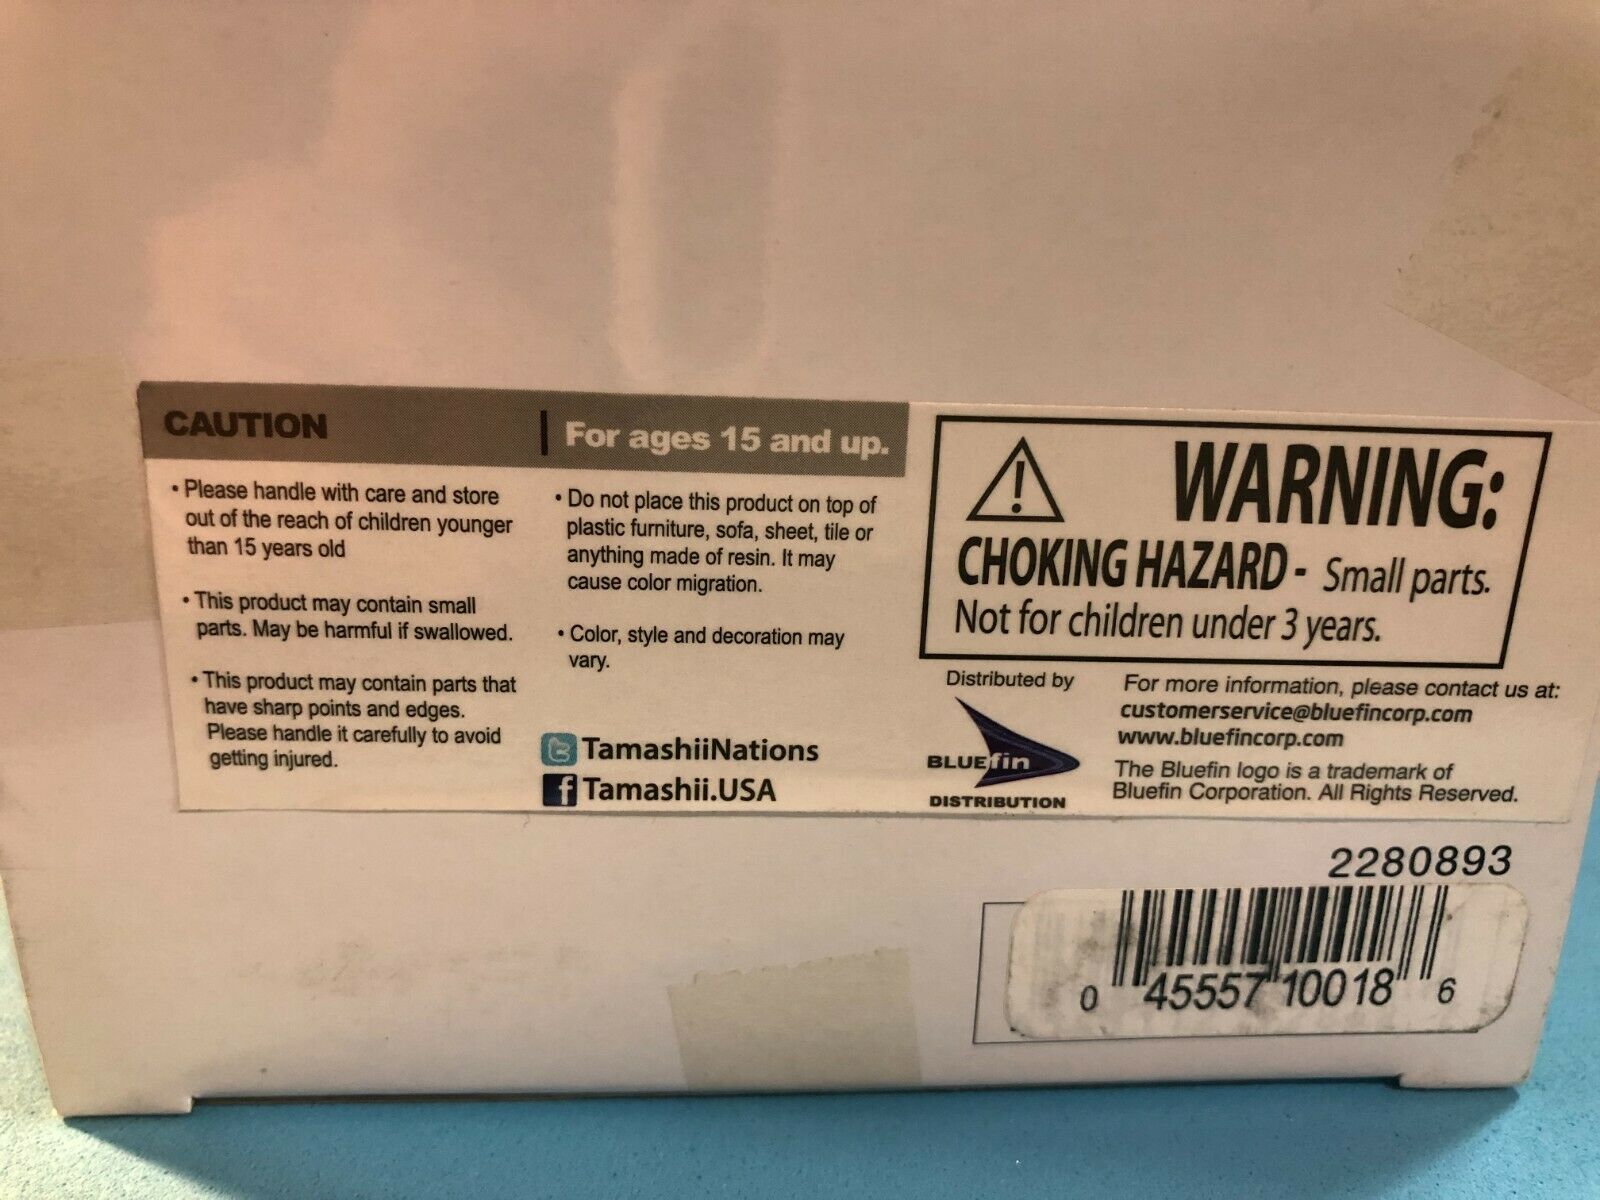 CAUTION
For ages 15 and up.
• Please handle with care and store
out of the reach of children younger
than 15 years old
• This product may contain small
parts. May be harmful if swallowed.
• This product may contain parts that
have sharp points and edges.
Please handle it carefully to avoid
getting injured.
• Do not place this product on top of
plastic furniture, sofa, sheet, tile or
anything made of resin. It may
cause color migration.
• Color, style and decoration may
vary.
TamashiiNations
Tamashii.USA
WARNING:
CHOKING HAZARD - Small parts.
Not for children under 3 years.
Distributed by
BLUEfin
DISTRIBUTION
For more information, please contact us at:
customerservice@bluefincorp.com
www.bluefincorp.com
The Bluefin logo is a trademark of
Bluefin Corporation. All Rights Reserved.
2280893
0 45557 10018 6